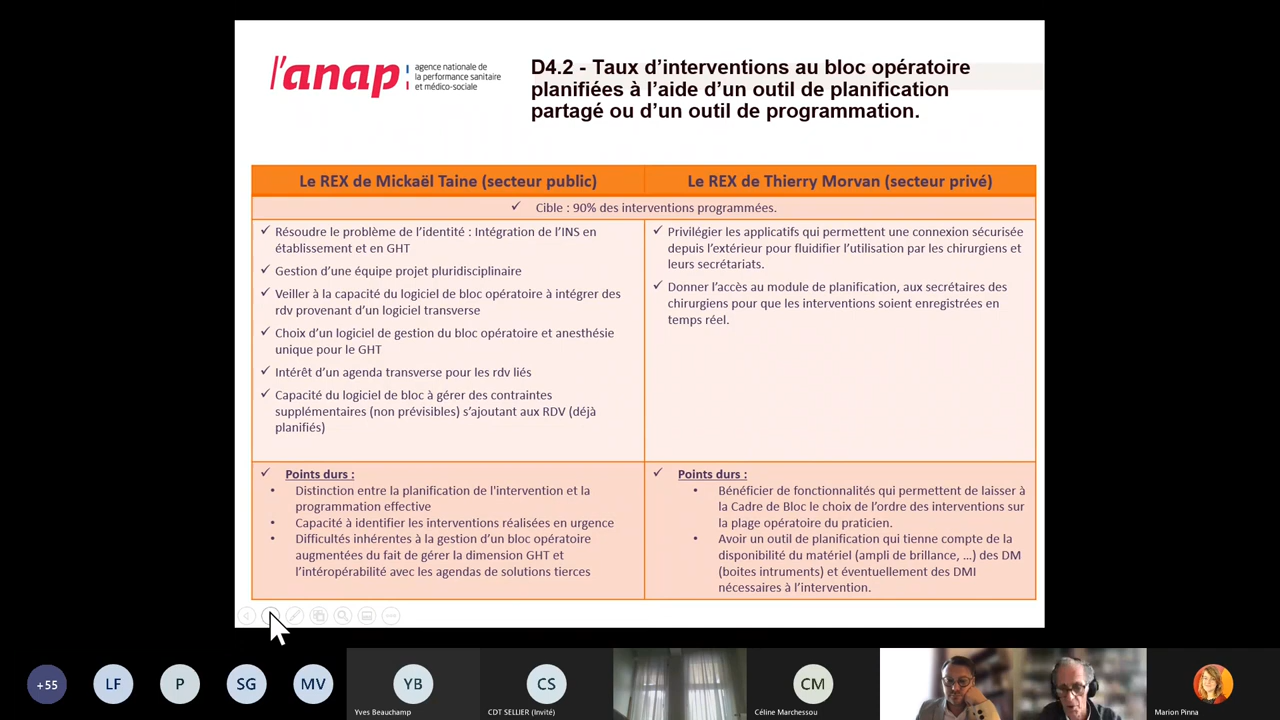 l'anap
agence nationale de
la performance sanitaire
et médico-sociale
D4.2 - Taux d'interventions au bloc opératoire
planifiées à l'aide d'un outil de planification
partagé ou d'un outil de programmation.
Le REX de Mickaël Taine (secteur public)
Le REX de Thierry Morvan (secteur privé)
✓ Cible : 90% des interventions programmées.
✓ Résoudre le problème de l'identité : Intégration de l'INS en
établissement et en GHT
✓ Gestion d'une équipe projet pluridisciplinaire
✓ Veiller à la capacité du logiciel de bloc opératoire à intégrer des
rdv provenant d'un logiciel transverse
✓ Choix d'un logiciel de gestion du bloc opératoire et anesthésie
unique pour le GHT
✓ Intérêt d'un agenda transverse pour les rdv liés
✓ Capacité du logiciel de bloc à gérer des contraintes
supplémentaires (non prévisibles) s'ajoutant aux RDV (déjà
planifiés)
✓ Privilégier les applicatifs qui permettent une connexion sécurisée
depuis l'extérieur pour fluidifier l'utilisation par les chirurgiens et
leurs secrétariats.
✓ Donner l'accès au module de planification, aux secrétaires des
chirurgiens pour que les interventions soient enregistrées en
temps réel.
✓ Points durs :
• Distinction entre la planification de l'intervention et la
programmation effective
• Capacité à identifier les interventions réalisées en urgence
• Difficultés inhérentes à la gestion d'un bloc opératoire
augmentées du fait de gérer la dimension GHT et
l'intéropérabilité avec les agendas de solutions tierces
✓ Points durs :
• Bénéficier de fonctionnalités qui permettent de laisser à
la Cadre de Bloc le choix de l'ordre des interventions sur
la plage opératoire du praticien.
• Avoir un outil de planification qui tienne compte de la
disponibilité du matériel (ampli de brillance, …) des DM
(boites intruments) et éventuellement des DMI
nécessaires à l'intervention.
+55
LF
P
SG
MV
YB
Yves Beauchamp
CS
CDT SELLIER (Invité)
CM
Céline Marchessou
Marion Pinna